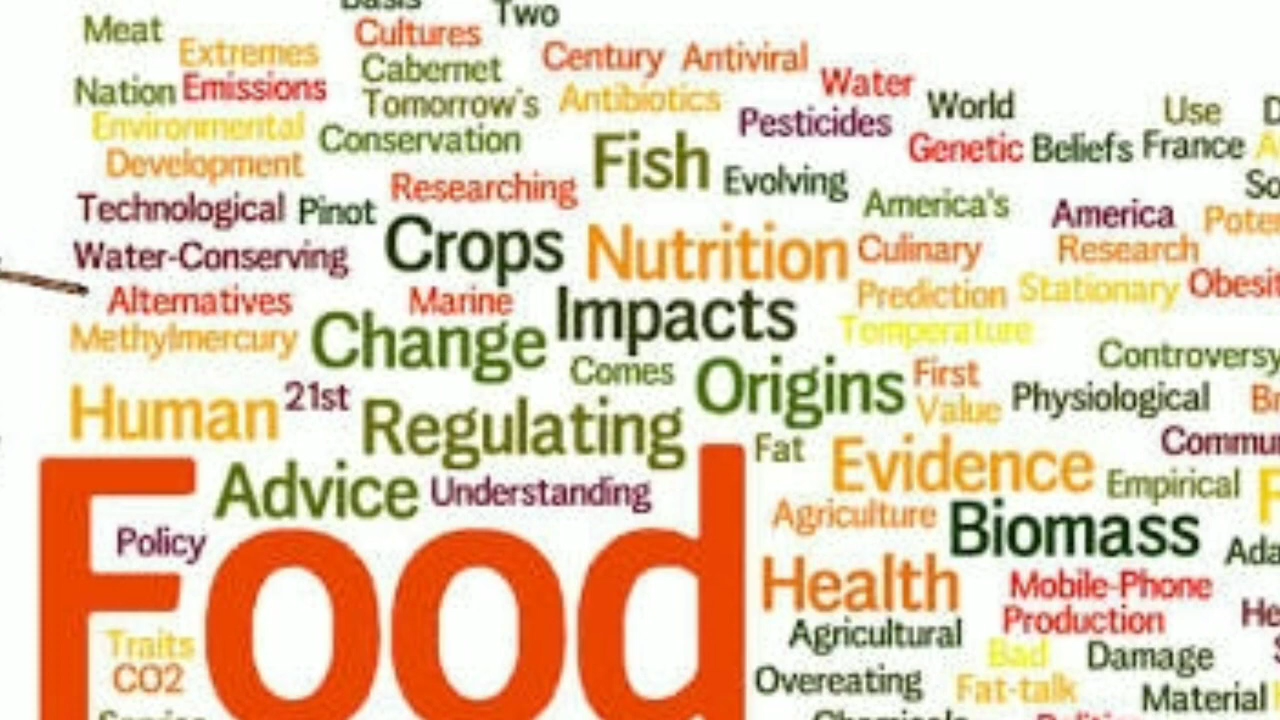 Basis Two
Meat Cultures
Extremes Century Antiviral
Cabernet
Nation Emissions Water
Tomorrow's Antibiotics World Use
Environmental Pesticides
Conservation Genetic Beliefs France
Development Fish
Researching Evolving
Technological Pinot America's America
Crops Nutrition Culinary Research
Water-Conserving
Alternatives Marine Impacts Prediction Stationary
Methylmercury Change Temperature
Comes Controversy
21st Origins First
Human Value Physiological
Regulating
Fat Evidence
Advice Understanding Empirical
Agriculture Biomass
Policy
Food
Health Mobile-Phone
Production
Agricultural
Traits Bad Damage
CO2 Overeating Fat-talk
Material